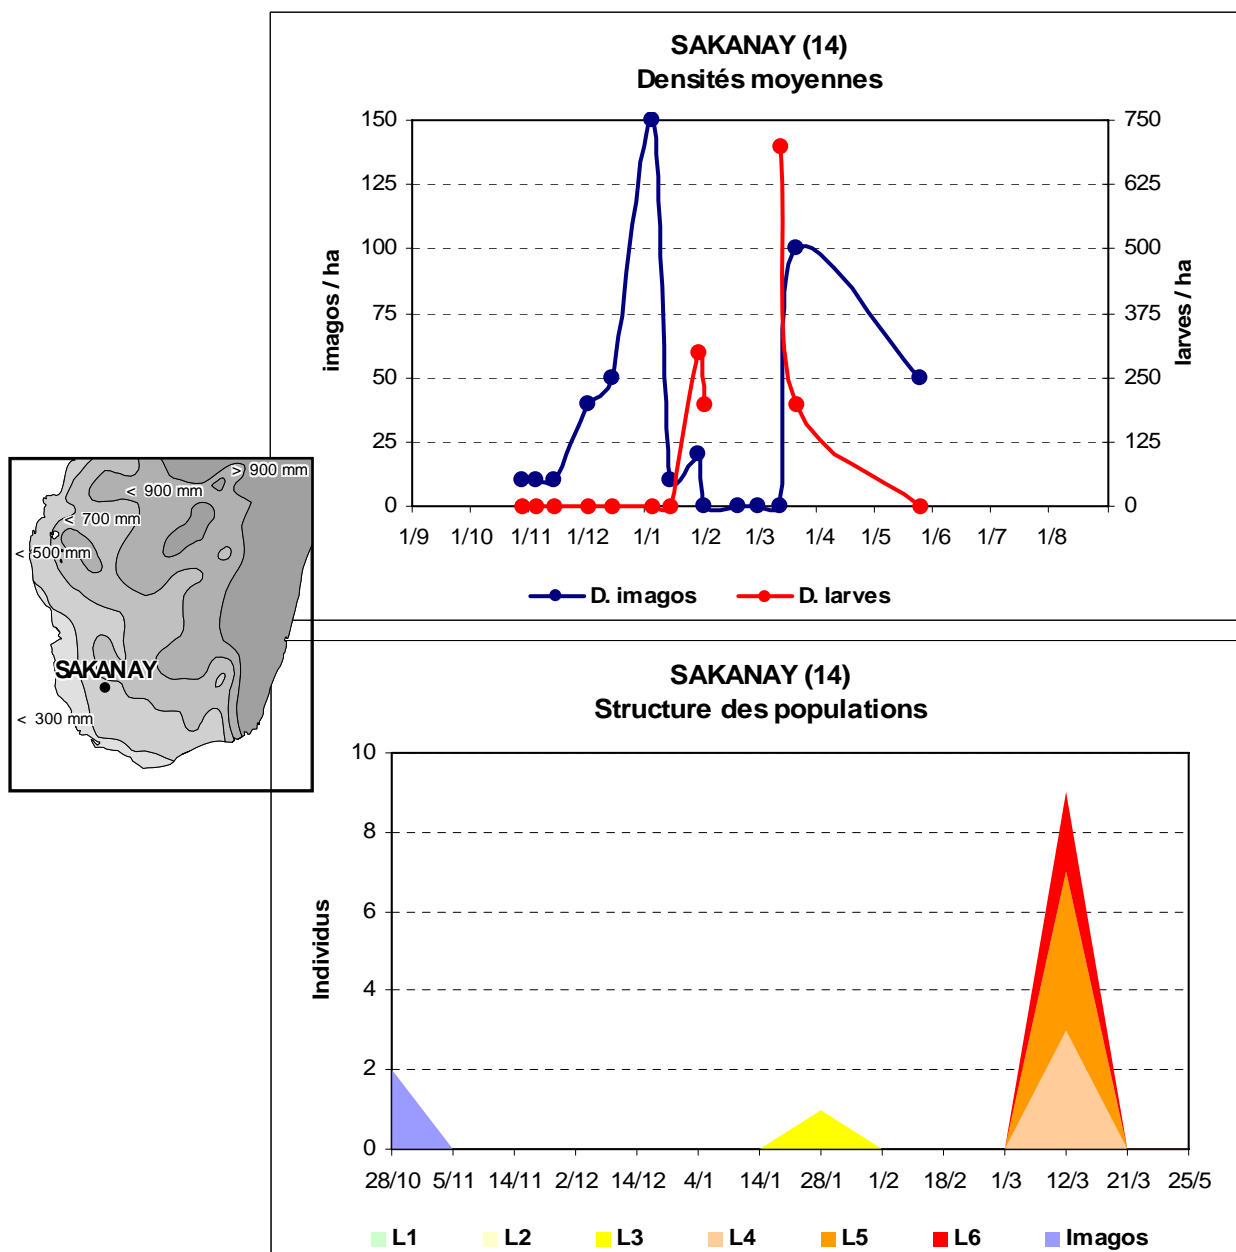 SAKANAY (14)
Densités moyennes
150
125
100
75
50
25
0
imagos / ha
750
625
500
375
250
125
0
larves / ha
1/9 1/10 1/11 1/12 1/1 1/2 1/3 1/4 1/5 1/6 1/7 1/8
D. imagos D. larves
> 900 mm
< 900 mm
< 700 mm
< 500 mm
SAKANAY
< 300 mm
SAKANAY (14)
Structure des populations
10
8
6
4
2
0
Individus
28/10 5/11 14/11 2/12 14/12 4/1 14/1 28/1 1/2 18/2 1/3 12/3 21/3 25/5
L1 L2 L3 L4 L5 L6 Imagos